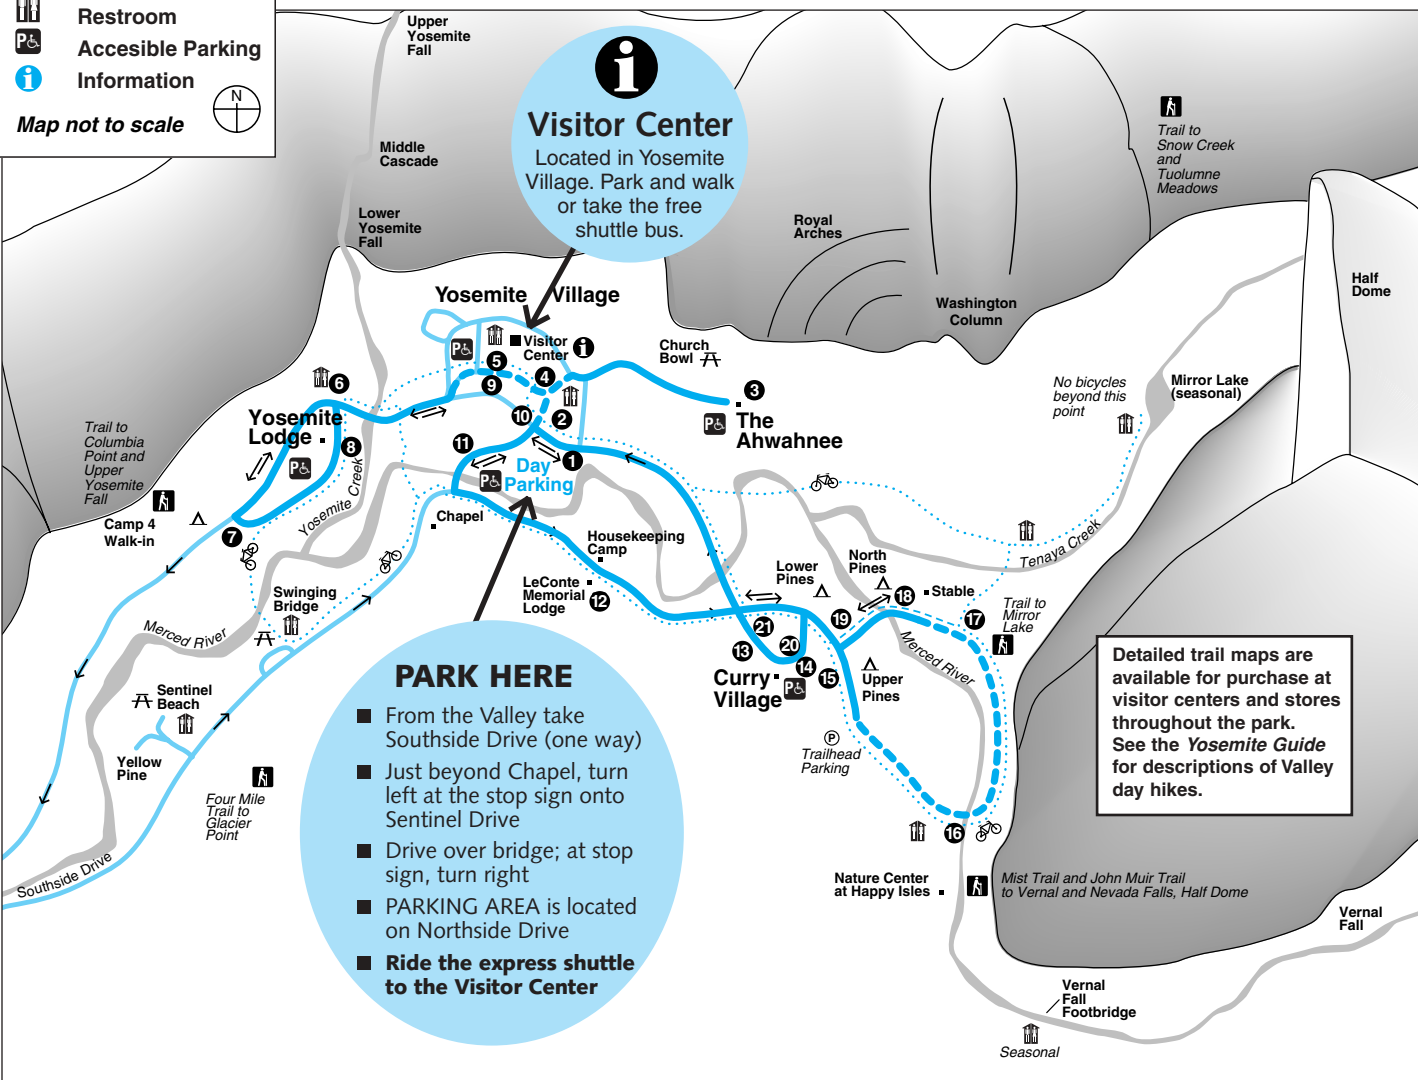 Restroom
P Accesible Parking
i Information
Map not to scale
N
Upper
Yosemite
Fall
Middle
Cascade
Lower
Yosemite
Fall
i
Visitor Center
Located in Yosemite
Village. Park and walk
or take the free
shuttle bus.
Trail to
Snow Creek
and
Tuolumne
Meadows
Royal
Arches
Washington
Column
Half
Dome
Yosemite Village
P
5
Visitor
Center
i
9
4
10
2
Church
Bowl
3
P
The
Ahwahnee
No bicycles
beyond this
point
Mirror Lake
(seasonal)
6
Yosemite
Lodge
8
P
Trail to
Columbia
Point and
Upper
Yosemite
Fall
Camp 4
Walk-in
7
Yosemite Creek
11
P
Day
Parking
1
Chapel
Housekeeping
Camp
LeConte
Memorial
Lodge
12
Swinging
Bridge
Merced River
Sentinel
Beach
Yellow
Pine
Four Mile
Trail to
Glacier
Point
Southside Drive
Lower
Pines
North
Pines
18
Stable
Tenaya Creek
17
Trail to
Mirror
Lake
19
21
20
13
14
15
Curry
Village
P
Upper
Pines
Merced River
P
Trailhead
Parking
16
Nature Center
at Happy Isles
Mist Trail and John Muir Trail
to Vernal and Nevada Falls, Half Dome
Vernal
Fall
Vernal
Fall
Footbridge
Seasonal
Detailed trail maps are
available for purchase at
visitor centers and stores
throughout the park.
See the Yosemite Guide
for descriptions of Valley
day hikes.
PARK HERE
From the Valley take
Southside Drive (one way)
Just beyond Chapel, turn
left at the stop sign onto
Sentinel Drive
Drive over bridge; at stop
sign, turn right
PARKING AREA is located
on Northside Drive
Ride the express shuttle
to the Visitor Center